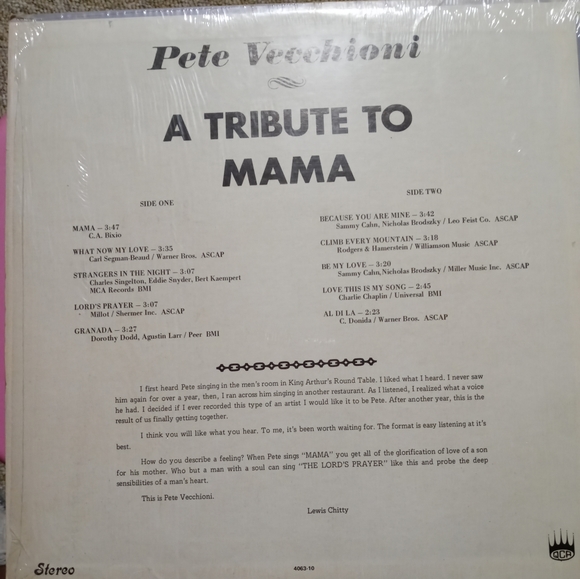 Pete Vecchioni
A TRIBUTE TO
MAMA
SIDE ONE
MAMA — 3:47
C.A. Bixio
WHAT NOW MY LOVE — 3:35
Carl Segman-Beaud / Warner Bros. ASCAP
STRANGERS IN THE NIGHT — 3:07
Charles Singelton, Eddie Snyder, Bert Kaempert
MCA Records BMI
LORD'S PRAYER — 3:07
Millot / Shermer Inc. ASCAP
GRANADA — 3:27
Dorothy Dodd, Agustin Larr / Peer BMI
SIDE TWO
BECAUSE YOU ARE MINE — 3:42
Sammy Cahn, Nicholas Brodszky / Leo Feist Co. ASCAP
CLIMB EVERY MOUNTAIN — 3:18
Rodgers & Hamerstein / Williamson Music ASCAP
BE MY LOVE — 3:20
Sammy Cahn, Nicholas Brodszky / Miller Music Inc. ASCAP
LOVE THIS IS MY SONG — 2:45
Charlie Chaplin / Universal BMI
AL DI LA — 2:23
C. Donida / Warner Bros. ASCAP
I first heard Pete singing in the men's room in King Arthur's Round Table. I liked what I heard. I never saw
him again for over a year, then, I ran across him singing in another restaurant. As I listened, I realized what a voice
he had. I decided if I ever recorded this type of an artist I would like it to be Pete. After another year, this is the
result of us finally getting together.
I think you will like what you hear. To me, it's been worth waiting for. The format is easy listening at it's
best.
How do you describe a feeling? When Pete sings "MAMA" you get all of the glorification of love of a son
for his mother. Who but a man with a soul can sing "THE LORD'S PRAYER" like this and probe the deep
sensibilities of a man's heart.
This is Pete Vecchioni.
Lewis Chitty
Stereo
4063-10
QCA